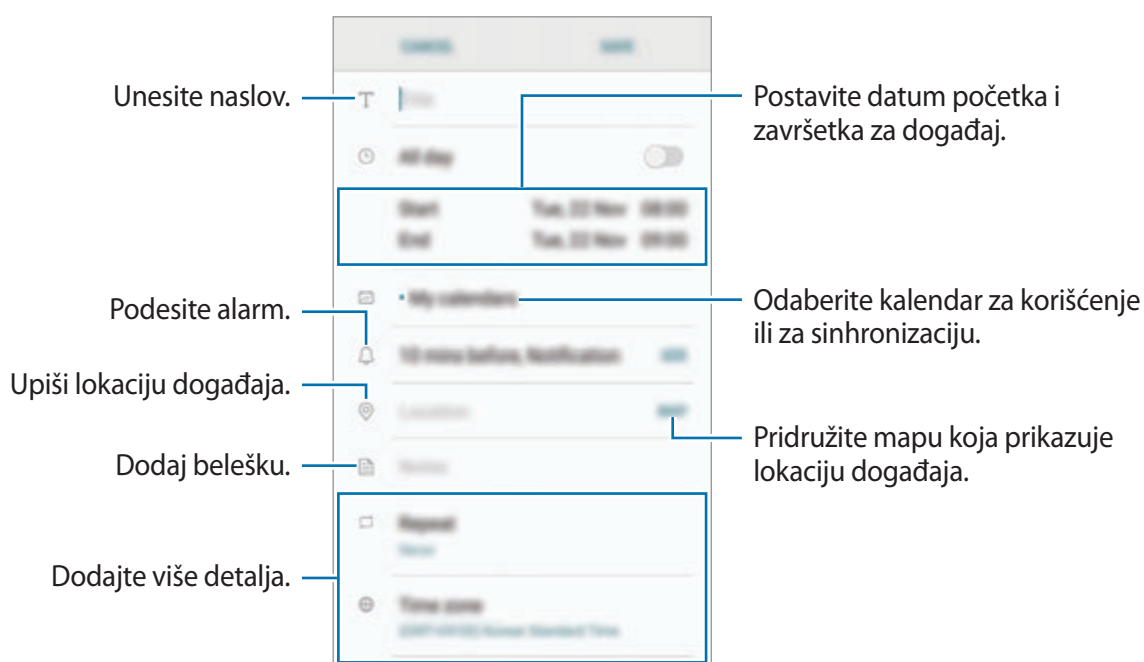 CANCEL
SAVE
Unesite naslov.
Title
Postavite datum početka i
završetka za događaj.
All day
Start Tue, 22 Nov 08:00
End Tue, 22 Nov 09:00
My calendars
Odaberite kalendar za korišćenje
ili za sinhronizaciju.
Podesite alarm.
10 mins before, Notification
Upiši lokaciju događaja.
Location
MAP
Pridružite mapu koja prikazuje
lokaciju događaja.
Dodaj belešku.
Notes
Repeat
Never
Dodajte više detalja.
Time zone
Korean Standard Time